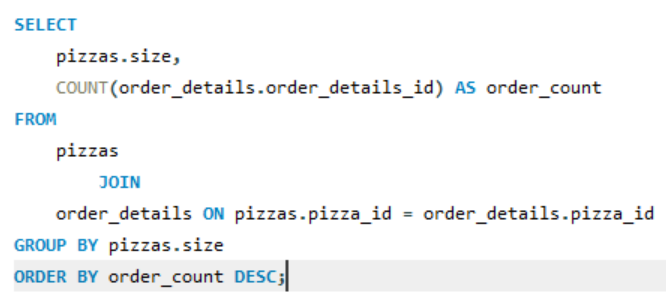 SELECT
pizzas.size,
COUNT(order_details.order_details_id) AS order_count
FROM
pizzas
JOIN
order_details ON pizzas.pizza_id = order_details.pizza_id
GROUP BY pizzas.size
ORDER BY order_count DESC;